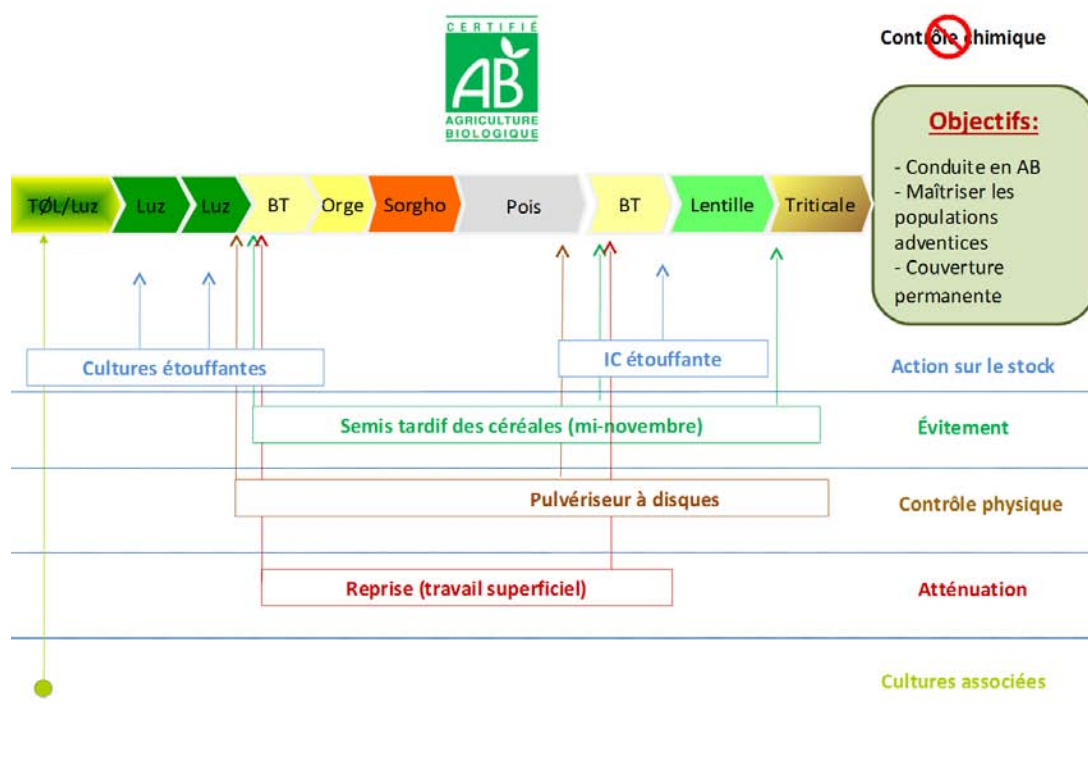 CERTIFIÉ
AB
AGRICULTURE
BIOLOGIQUE
Contrôle chimique
Objectifs:
- Conduite en AB
- Maîtriser les
populations
adventices
- Couverture
permanente
TØL/Luz
Luz
Luz
BT
Orge
Sorgho
Pois
BT
Lentille
Triticale
Cultures étouffantes
IC étouffante
Action sur le stock
Semis tardif des céréales (mi-novembre)
Évitement
Pulvériseur à disques
Contrôle physique
Reprise (travail superficiel)
Atténuation
Cultures associées